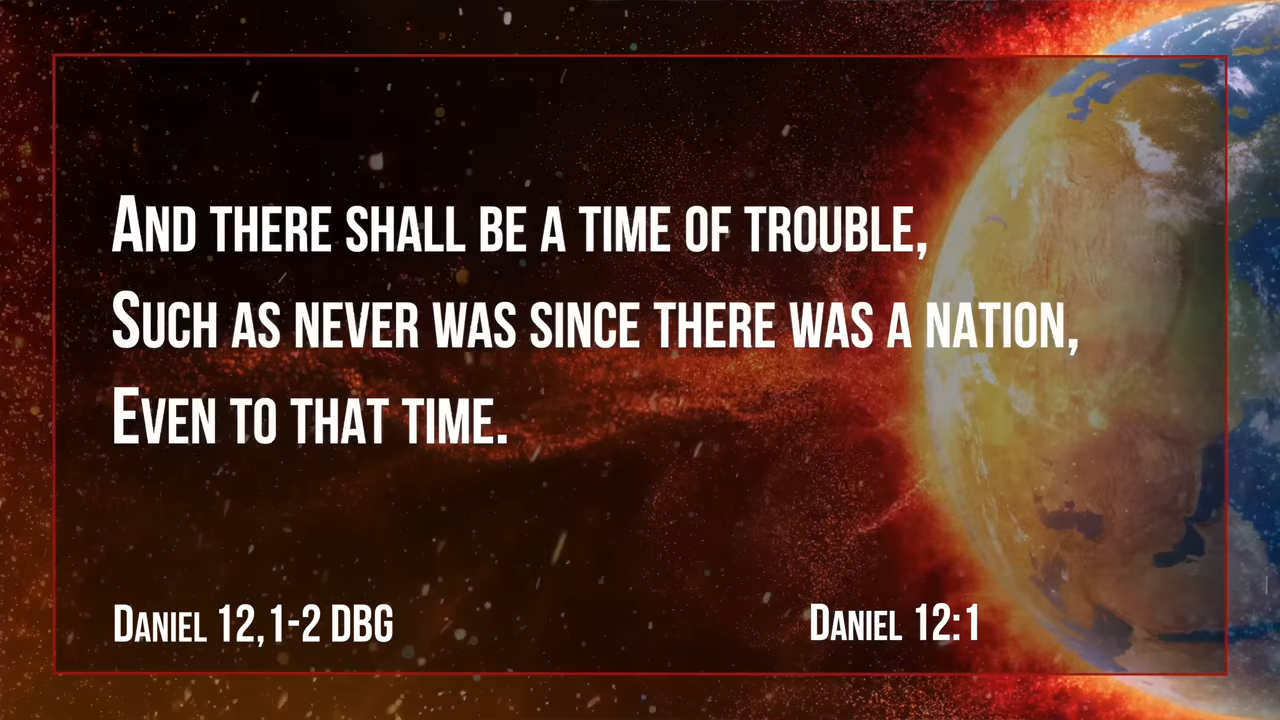 And there shall be a time of trouble,
Such as never was since there was a nation,
Even to that time.
Daniel 12,1-2 DBG
Daniel 12:1